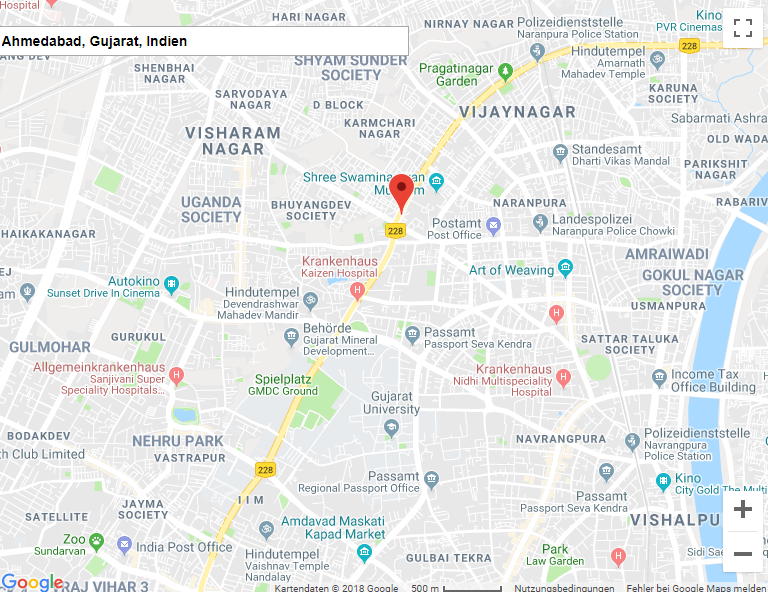 Hospital
HARI NAGAR
NIRNAY NAGAR
Polizeidienststelle
Naranpura Police Station
Kino
PVR Cinemas
Ahmedabad, Gujarat, Indien
228
SHYAM SUNDER
SOCIETY
SHENBHAI
NAGAR
Pragatinagar
Garden
Hindutempel
Amarnath
Mahadev Temple
KARUNA
SOCIETY
SARVODAYA
NAGAR
D BLOCK
VIJAYNAGAR
Sabarmati Ashra
VISHARAM
NAGAR
KARMCHARI
NAGAR
OLD WADA
Standesamt
Dharti Vikas Mandal
PARIKSHIT
NAGAR
Shree Swaminarayan
Museum
UGANDA
SOCIETY
BHUYANGDEV
SOCIETY
NARANPURA
RABARIV
228
Postamt
Post Office
Landespolizei
Naranpura Police Chowki
HAIKAKANAGAR
AMRAIWADI
Krankenhaus
Kaizen Hospital
Art of Weaving
GOKUL NAGAR
SOCIETY
Autokino
Sunset Drive In Cinema
Hindutempel
Devendrashwar
Mahadev Mandir
USMANPURA
GURUKUL
Behörde
Gujarat Mineral
Development...
Passamt
Passport Seva Kendra
SATTAR TALUKA
SOCIETY
GULMOHAR
Allgemeinkrankenhaus
Sanjivani Super
Speciality Hospitals...
Spielplatz
GMDC Ground
Krankenhaus
Nidhi Multispeciality
Hospital
Income Tax
Office Building
Gujarat
University
BODAKDEV
th Club Limited
NEHRU PARK
VASTRAPUR
NAVRANGPURA
Polizeidienststelle
Navrangpura
Police Station
228
Passamt
Regional Passport Office
Kino
City Gold The Multi
IIM
Passamt
Passport Seva Kendra
JAYMA
SOCIETY
SATELLITE
Amdavad Maskati
Kapad Market
VISHALPU
Zoo
Sundarvan
India Post Office
Hindutempel
Vaishnav Temple
Nandalay
GULBAI TEKRA
Park
Law Garden
Sidi Sae
Google
RAJ VIHAR 3
Kartendaten © 2018 Google
500 m
Nutzungsbedingungen
Fehler bei Google Maps melden